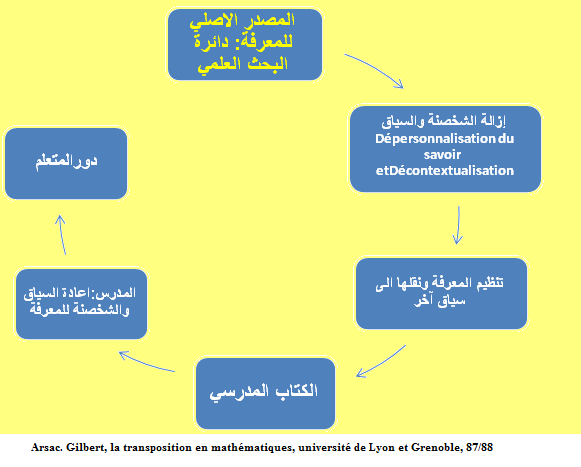 المصدر الاصلي
للمعرفة: دائرة
البحث العلمي
إزالة الشخصنة والسياق
Dépersonnalisation du
savoir
etDécontextualisation
تنظيم المعرفة ونقلها الى
سياق آخر
الكتاب المدرسي
المدرس:اعادة السياق
والشخصنة للمعرفة
دورالمتعلم
Arsac. Gilbert, la transposition en mathématiques, université de Lyon et Grenoble, 87/88